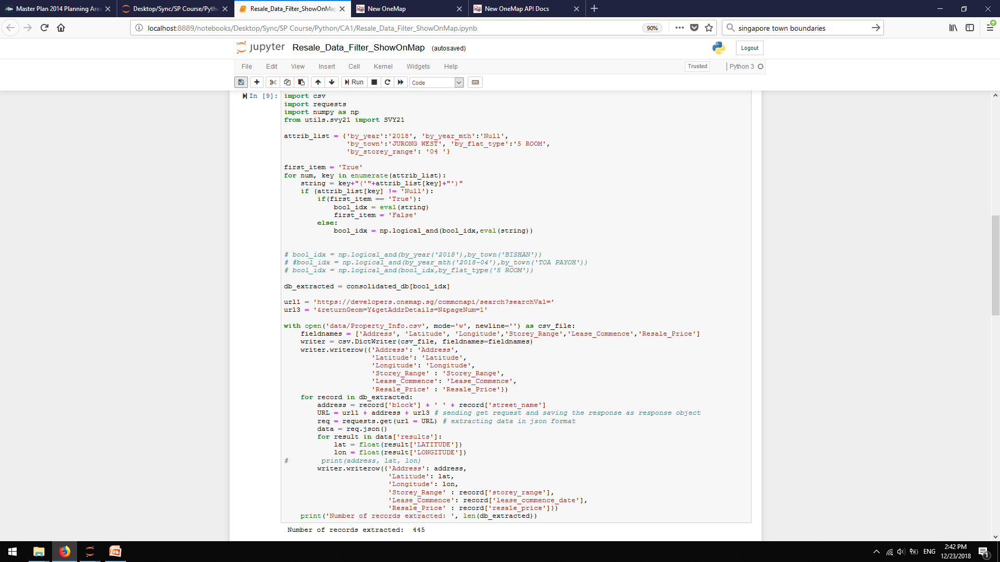 Master Plan 2014 Planning Area
Desktop/Sync/SP Course/Pytho
Resale_Data_Filter_ShowOnMap
New OneMap
New OneMap API Docs
localhost:8889/notebooks/Desktop/Sync/SP Course/Python/CA1/Resale_Data_Filter_ShowOnMap.ipynb
90%
singapore town boundaries
jupyter Resale_Data_Filter_ShowOnMap (autosaved)
Logout
File Edit View Insert Cell Kernel Widgets Help
Trusted
Python 3
Run
Code
In [9]:
import csv
import requests
import numpy as np
from utils.svy21 import SVY21
attrib_list = {'by_year':'2018', 'by_year_mth':'Null',
'by_town':'JURONG WEST', 'by_flat_type':'5 ROOM',
'by_storey_range': '04 '}
first_item = 'True'
for num, key in enumerate(attrib_list):
string = key+"('"+attrib_list[key]+"')"
if (attrib_list[key] != 'Null'):
if(first_item == 'True'):
bool_idx = eval(string)
first_item = 'False'
else:
bool_idx = np.logical_and(bool_idx,eval(string))
# bool_idx = np.logical_and(by_year('2018'),by_town('BISHAN'))
# #bool_idx = np.logical_and(by_year_mth('2018-04'),by_town('TOA PAYOH'))
# bool_idx = np.logical_and(bool_idx,by_flat_type('5 ROOM'))
db_extracted = consolidated_db[bool_idx]
url1 = 'https://developers.onemap.sg/commonapi/search?searchVal='
url3 = '&returnGeom=Y&getAddrDetails=N&pageNum=1'
with open('data/Property_Info.csv', mode='w', newline='') as csv_file:
fieldnames = ['Address', 'Latitude', 'Longitude','Storey_Range','Lease_Commence','Resale_Price']
writer = csv.DictWriter(csv_file, fieldnames=fieldnames)
writer.writerow({'Address': 'Address',
'Latitude': 'Latitude',
'Longitude': 'Longitude',
'Storey_Range' : 'Storey_Range',
'Lease_Commence': 'Lease_Commence',
'Resale_Price' : 'Resale_Price'})
for record in db_extracted:
address = record['block'] + ' ' + record['street_name']
URL = url1 + address + url3 # sending get request and saving the response as response object
req = requests.get(url = URL) # extracting data in json format
data = req.json()
for result in data['results']:
lat = float(result['LATITUDE'])
lon = float(result['LONGITUDE'])
# print(address, lat, lon)
writer.writerow({'Address': address,
'Latitude': lat,
'Longitude': lon,
'Storey_Range' : record['storey_range'],
'Lease_Commence': record['lease_commence_date'],
'Resale_Price' : record['resale_price']})
print('Number of records extracted: ', len(db_extracted))
Number of records extracted:  445
ENG
2:42 PM
12/23/2018
1